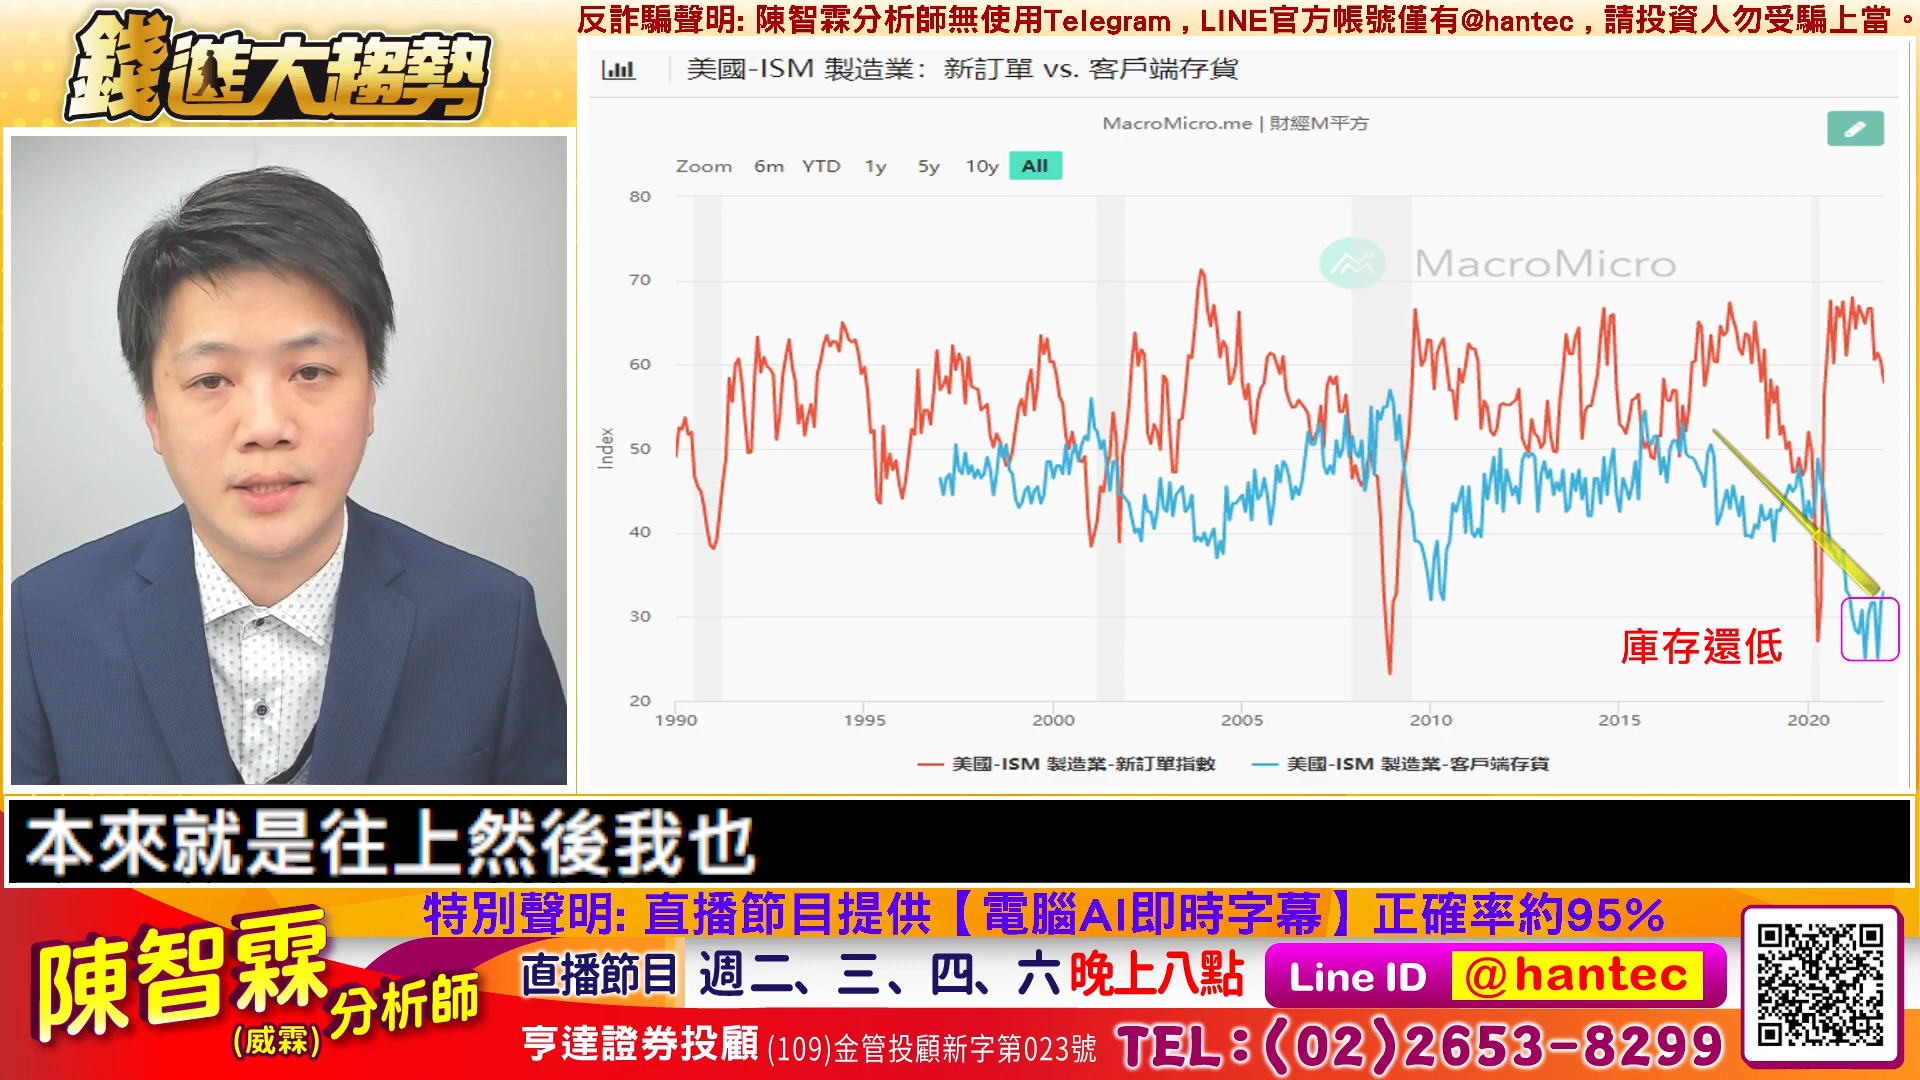 反詐騙聲明: 陳智霖分析師無使用Telegram，LINE官方帳號僅有@hantec，請投資人勿受騙上當。
錢進大趨勢
美國-ISM 製造業：新訂單 vs. 客戶端存貨
MacroMicro.me | 財經M平方
Zoom 6m YTD 1y 5y 10y All
80
70
60
50
40
30
20
Index
MacroMicro
庫存還低
1990 1995 2000 2005 2010 2015 2020
美國-ISM 製造業-新訂單指數 美國-ISM 製造業-客戶端存貨
本來就是往上然後我也
特別聲明: 直播節目提供【電腦AI即時字幕】正確率約95%
陳智霖分析師
(威霖)
直播節目 週二、三、四、六 晚上八點
Line ID @hantec
亨達證券投顧 (109)金管投顧新字第023號 TEL:(02)2653-8299